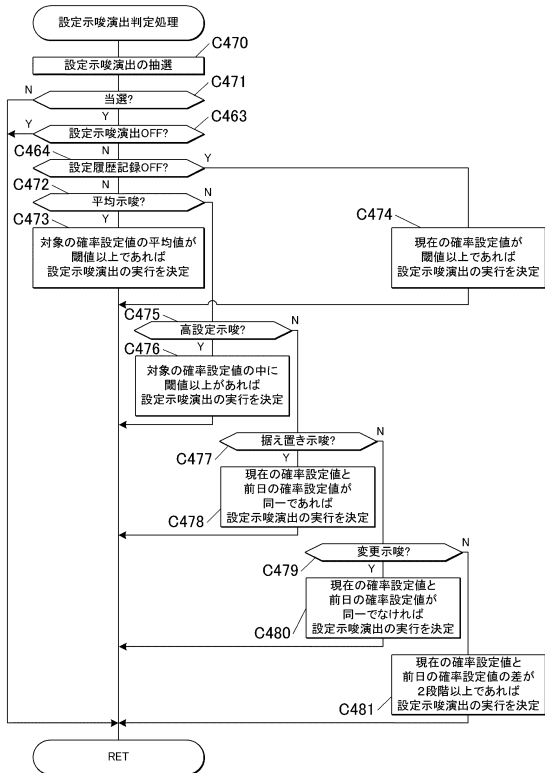 設定示唆演出判定処理
C470
設定示唆演出の抽選
C471
N
当選?
Y
C463
Y
設定示唆演出OFF?
C464
N
設定履歴記録OFF?
Y
C472
N
平均示唆?
N
C473
Y
対象の確率設定値の平均値が
閾値以上であれば
設定示唆演出の実行を決定
C474
現在の確率設定値が
閾値以上であれば
設定示唆演出の実行を決定
C475
高設定示唆?
N
C476
Y
対象の確率設定値の中に
閾値以上があれば
設定示唆演出の実行を決定
据え置き示唆?
N
C477
Y
現在の確率設定値と
前日の確率設定値が
同一であれば
設定示唆演出の実行を決定
C478
変更示唆?
N
C479
Y
現在の確率設定値と
前日の確率設定値が
同一でなければ
設定示唆演出の実行を決定
C480
現在の確率設定値と
前日の確率設定値の差が
2段階以上であれば
設定示唆演出の実行を決定
C481
RET